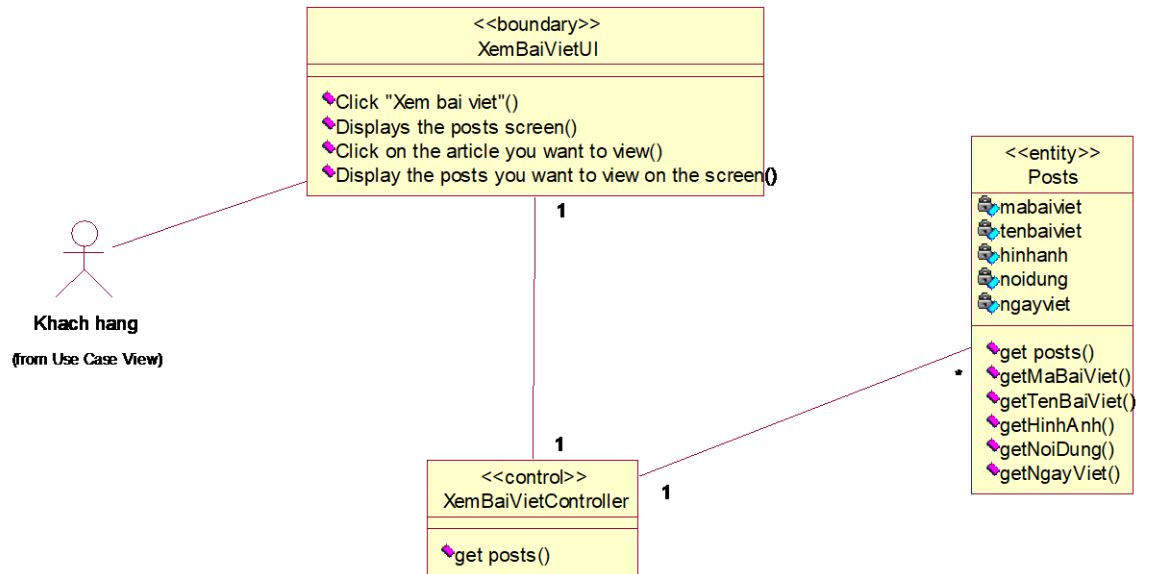 <<boundary>>
XemBaiVietUI
Click "Xem bai viet"()
Displays the posts screen()
Click on the article you want to view()
Display the posts you want to view on the screen()
1
Khach hang
(from Use Case View)
<<entity>>
Posts
mabaiviet
tenbaiviet
hinhanh
noidung
ngayviet
get posts()
getMaBaiViet()
getTenBaiViet()
getHinhAnh()
getNoiDung()
getNgayViet()
*
1
1
<<control>>
XemBaiVietController
get posts()